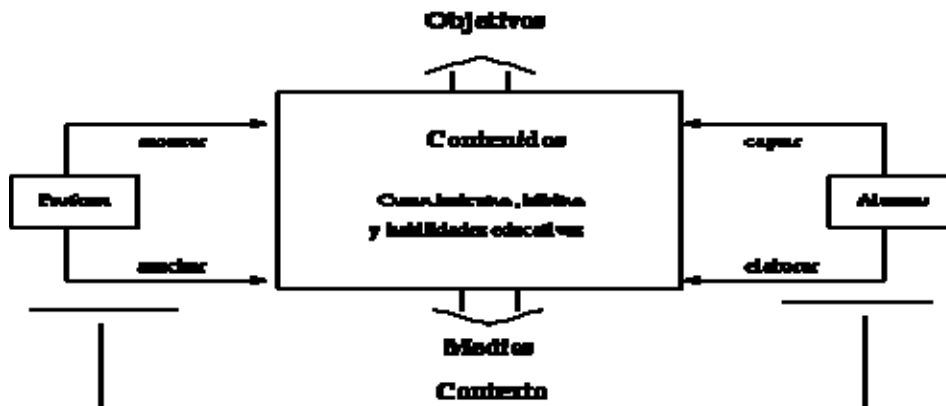 Objetivos
Contenidos
mostrar
captar
Profesor
Alumno
Conocimientos, hábitos
y habilidades educativas
elaborar
Medios
Contexto